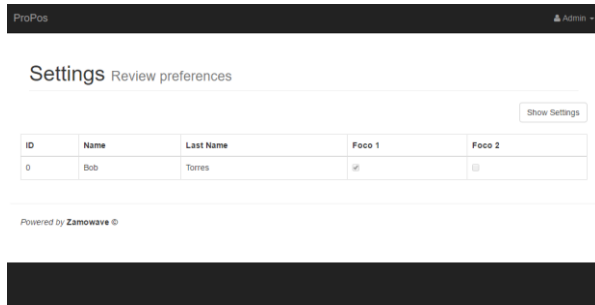 ProPos Admin
Settings Review preferences
Show Settings
ID Name Last Name Foco 1 Foco 2
0 Bob Torres
Powered by Zamowave ©